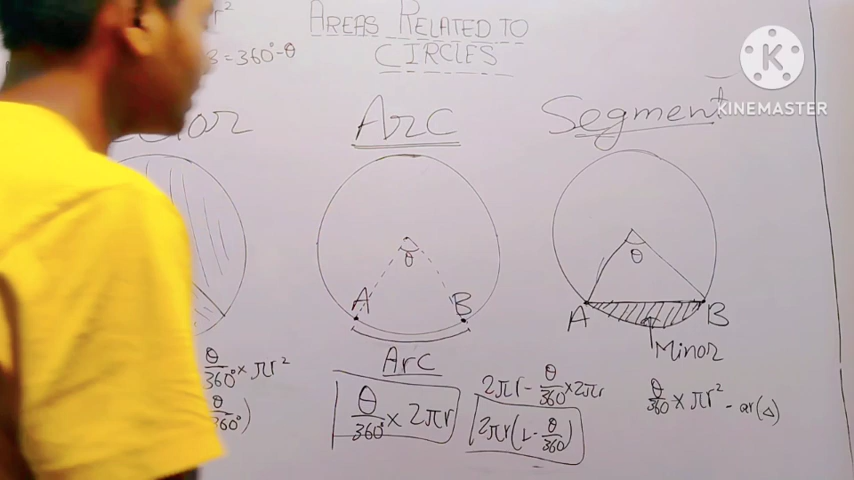 AREAS RELATED TO
CIRCLES
r²
= 360° - θ
Arc
Segment
K
KINEMASTER
θ
A
B
Arc
θ
A
B
Minor
θ/360° × πr²
θ/360° × 2πr
2πr - θ/360 × 2πr
θ/360 × πr² - ar(△)
θ/360°)
2πr(1 - θ/360)